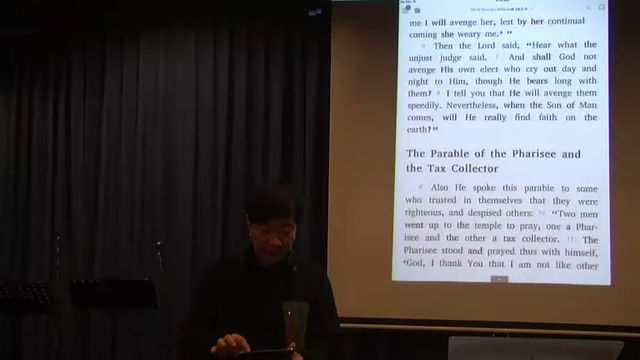 me I will avenge her, lest by her continual
coming she weary me.' "
6 Then the Lord said, "Hear what the
unjust judge said. 7 And shall God not
avenge His own elect who cry out day and
night to Him, though He bears long with
them? 8 I tell you that He will avenge them
speedily. Nevertheless, when the Son of Man
comes, will He really find faith on the
earth?"
The Parable of the Pharisee and
the Tax Collector
9 Also He spoke this parable to some
who trusted in themselves that they were
righteous, and despised others: 10 "Two men
went up to the temple to pray, one a Phar-
isee and the other a tax collector. 11 The
Pharisee stood and prayed thus with himself,
'God, I thank You that I am not like other